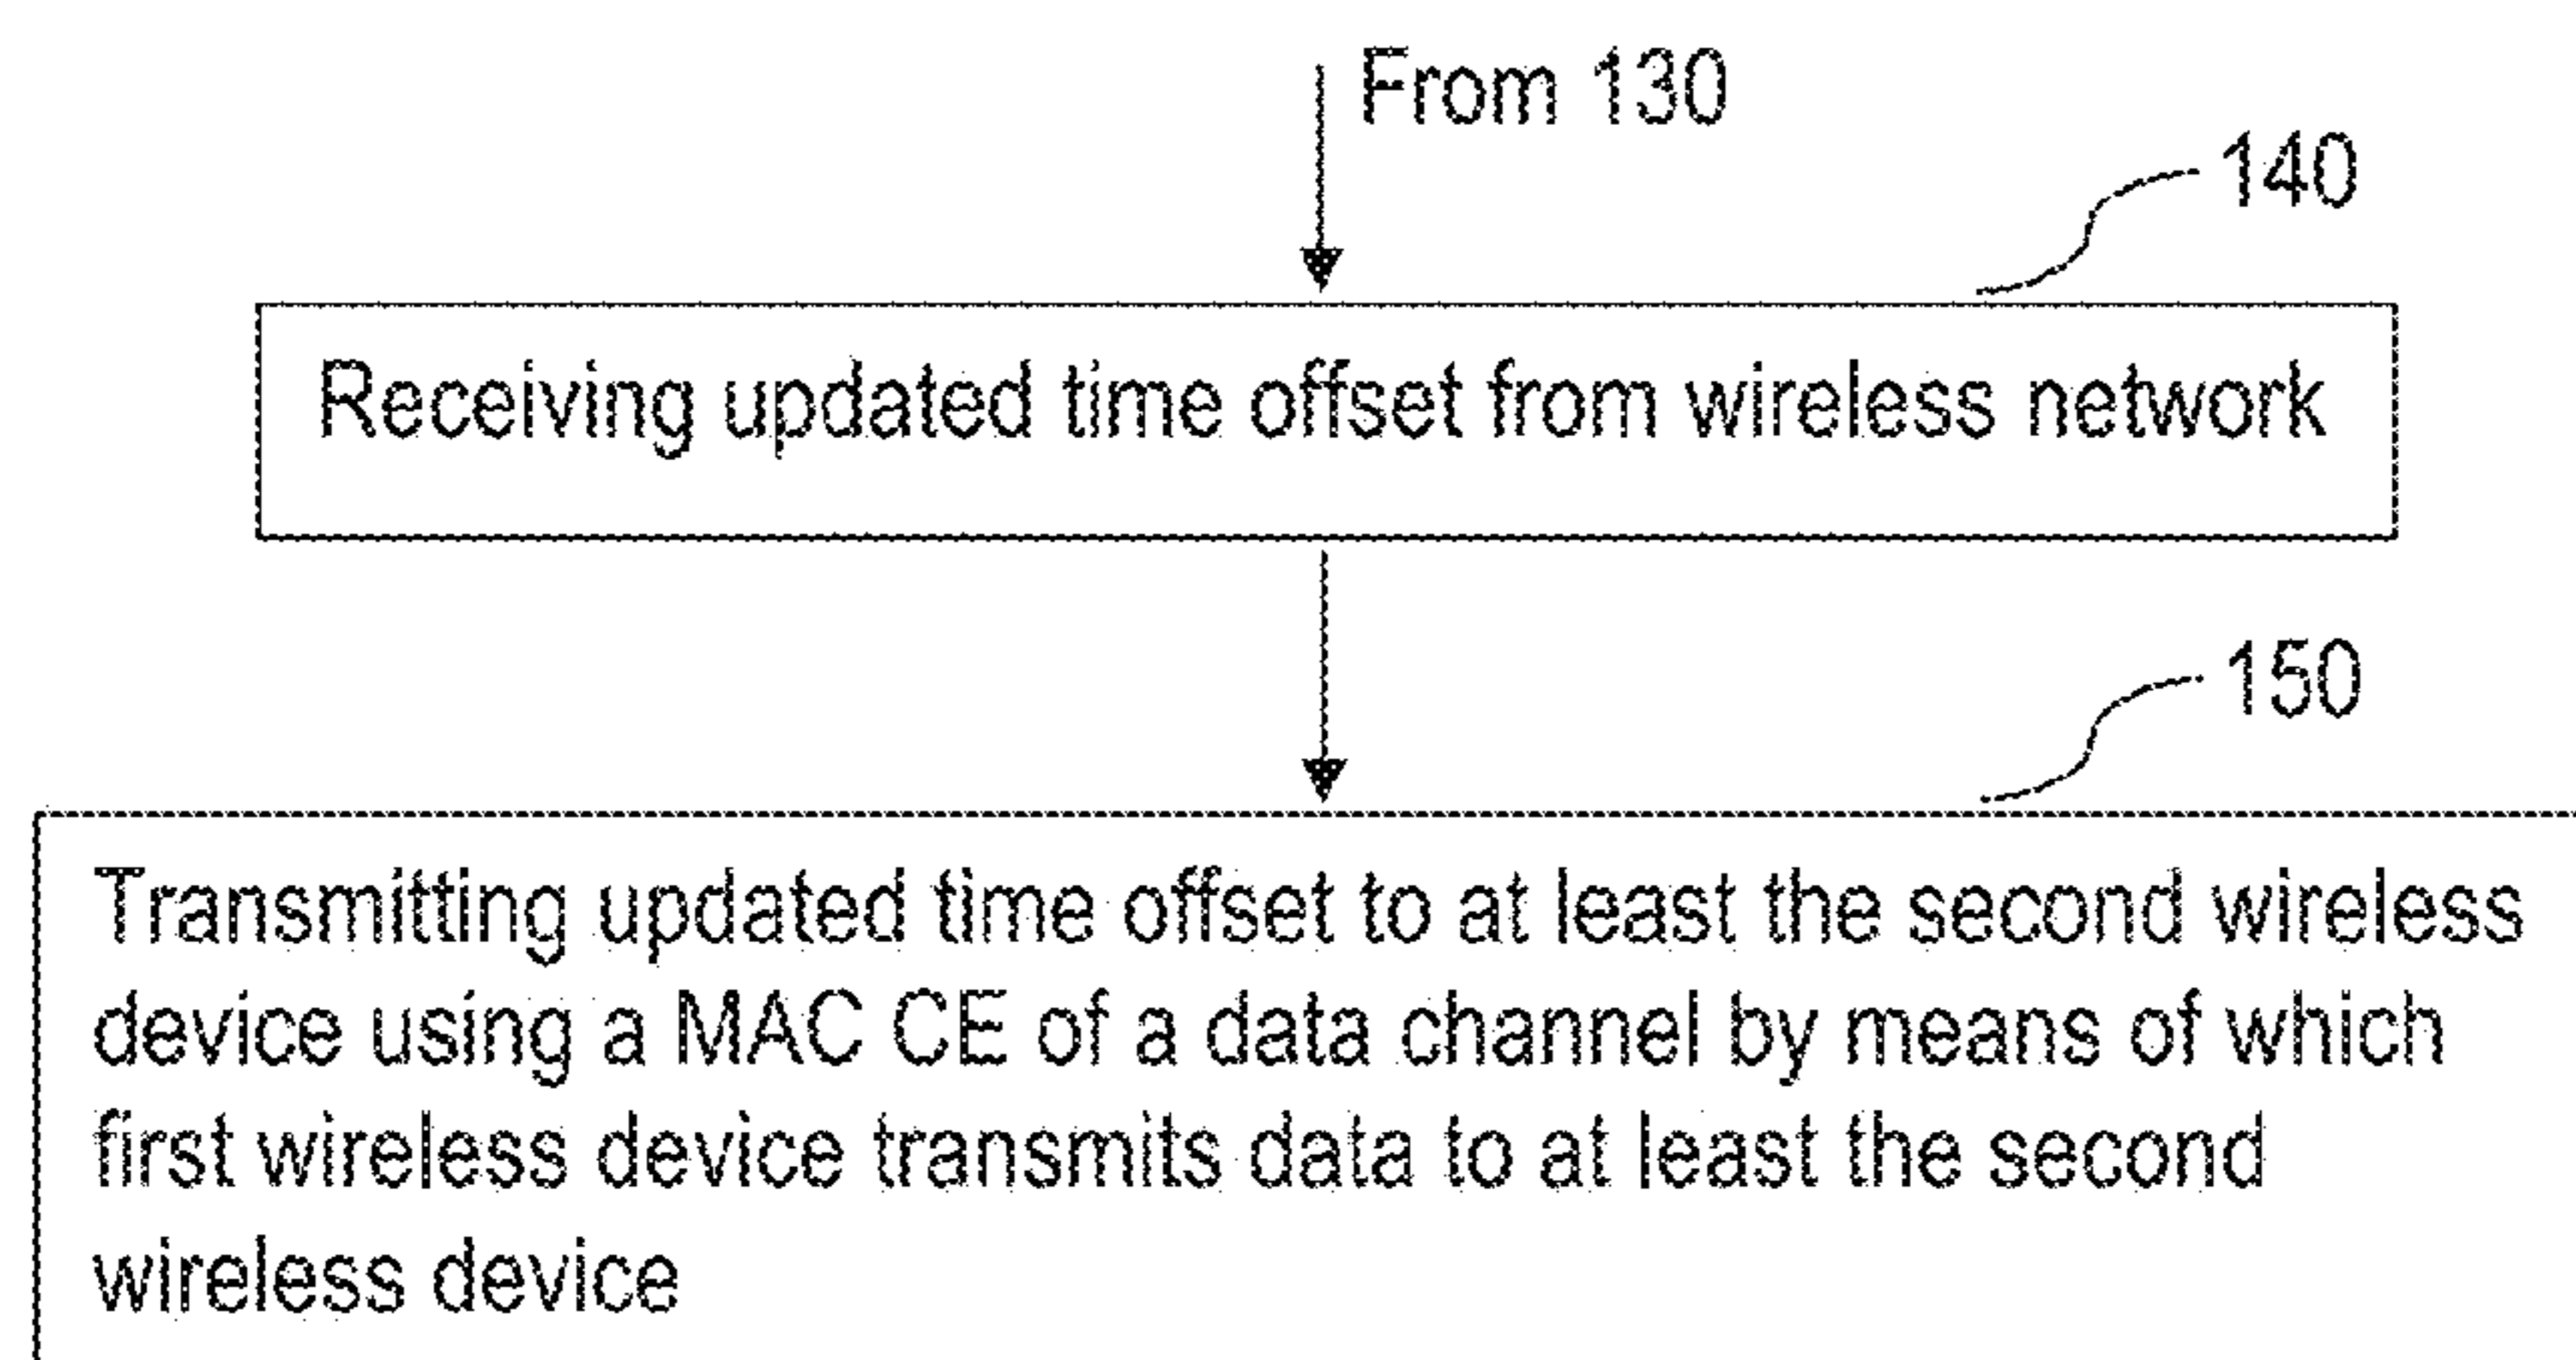 From 130
140
Receiving updated time offset from wireless network
150
Transmitting updated time offset to at least the second wireless
device using a MAC CE of a data channel by means of which
first wireless device transmits data to at least the second
wireless device